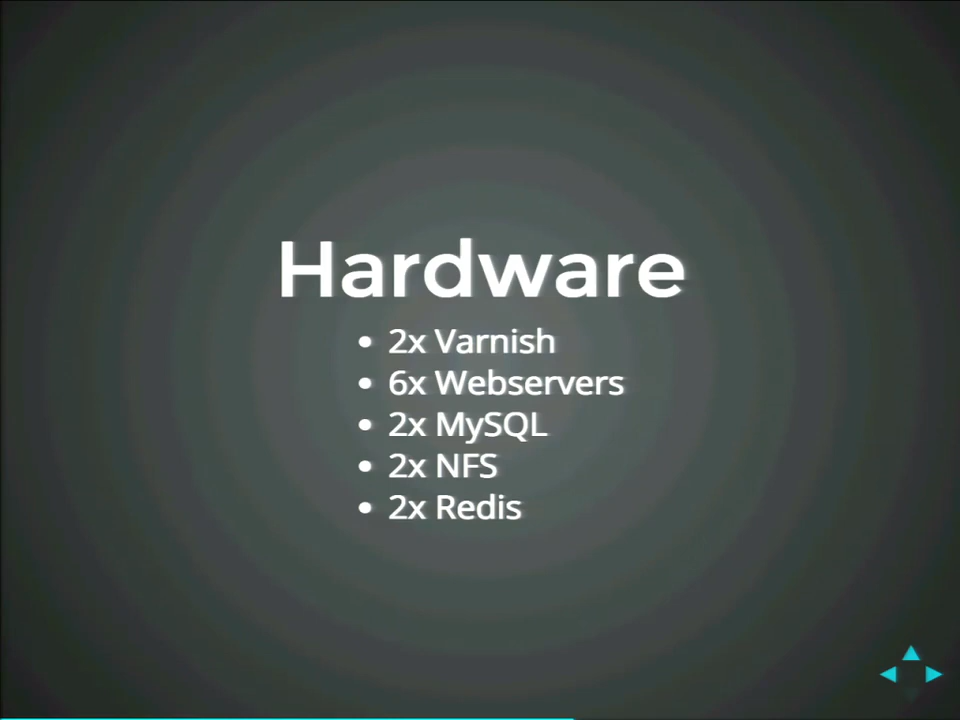 Hardware
• 2x Varnish
• 6x Webservers
• 2x MySQL
• 2x NFS
• 2x Redis